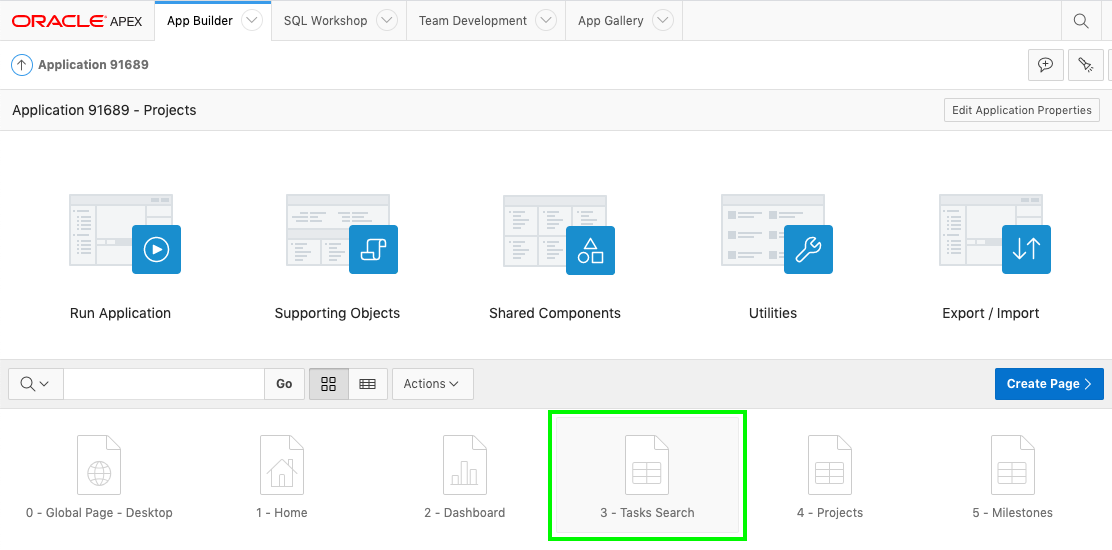 ORACLE APEX App Builder SQL Workshop Team Development App Gallery
Application 91689
Application 91689 - Projects Edit Application Properties
Run Application Supporting Objects Shared Components Utilities Export / Import
Go Actions Create Page
0 - Global Page - Desktop 1 - Home 2 - Dashboard 3 - Tasks Search 4 - Projects 5 - Milestones